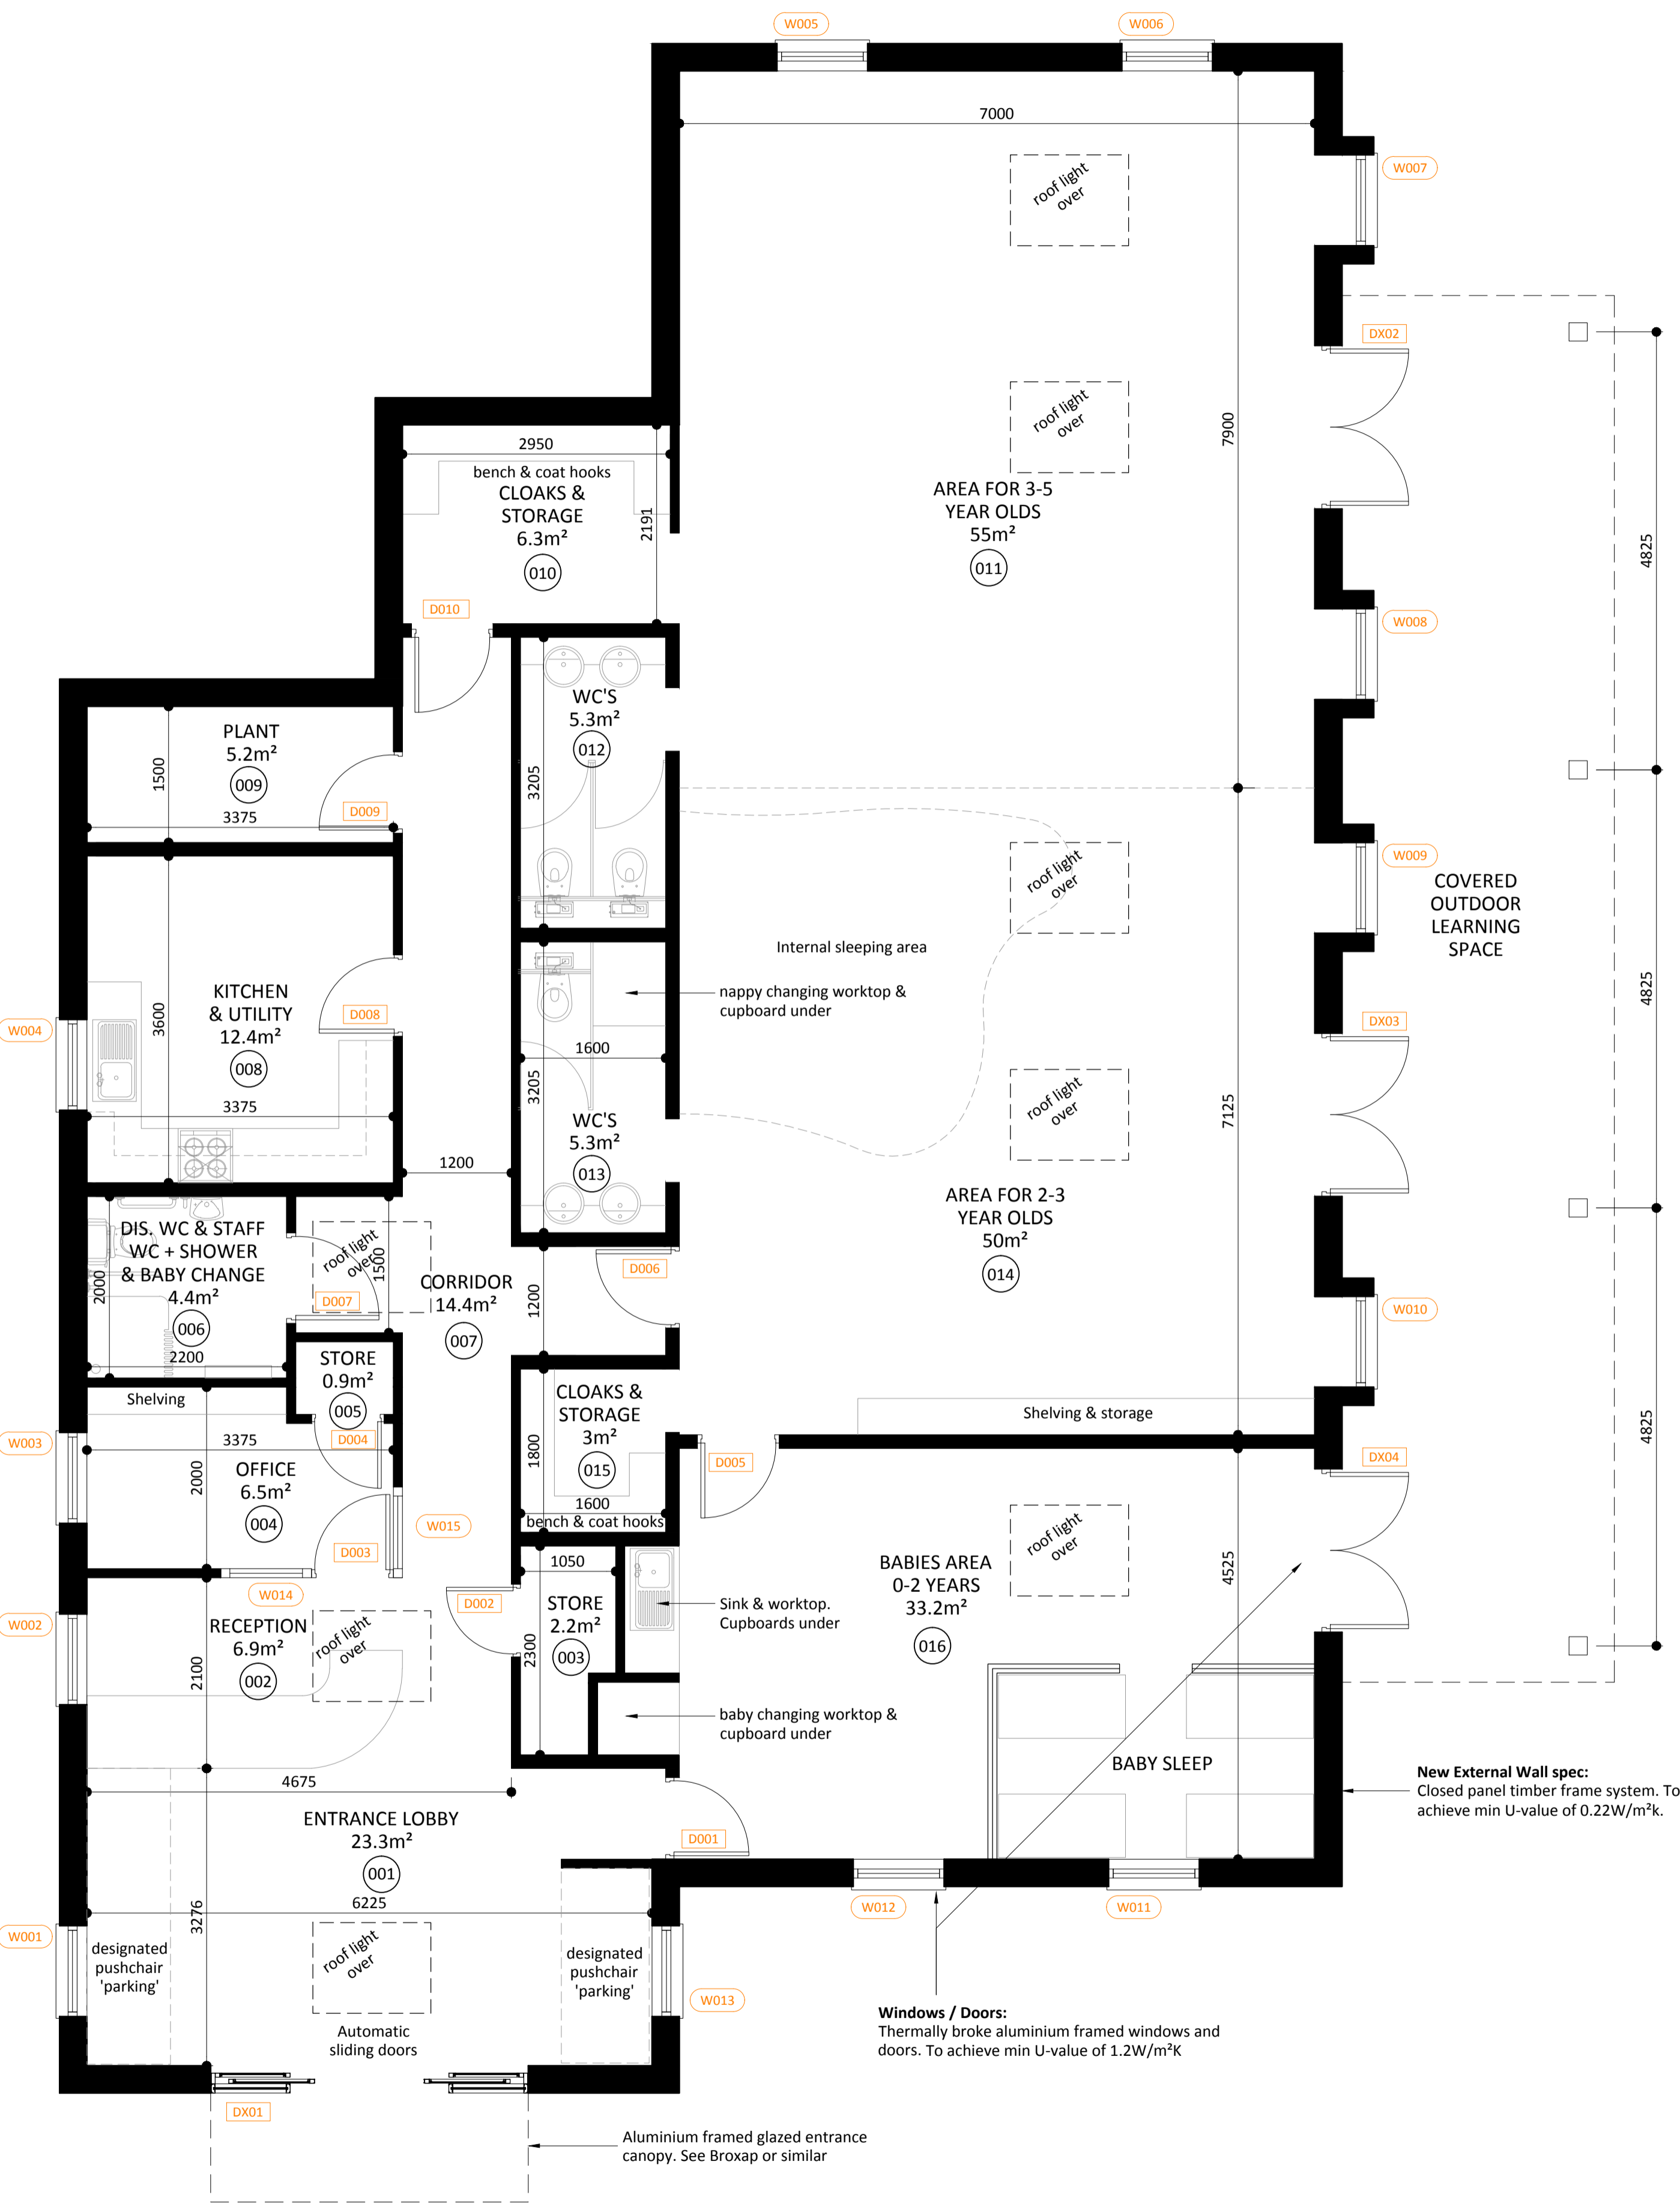 W005
W006
7000
roof light
over
W007
DX02
roof light
over
7900
2950
bench & coat hooks
CLOAKS &
STORAGE
6.3m²
010
2191
AREA FOR 3-5
YEAR OLDS
55m²
011
4825
D010
W008
WC'S
5.3m²
012
3205
PLANT
5.2m²
009
1500
3375
D009
roof light
over
W009
COVERED
OUTDOOR
LEARNING
SPACE
Internal sleeping area
nappy changing worktop &
cupboard under
KITCHEN
& UTILITY
12.4m²
008
3600
3375
D008
W004
4825
DX03
1600
3205
WC'S
5.3m²
013
roof light
over
7125
1200
AREA FOR 2-3
YEAR OLDS
50m²
014
DIS. WC & STAFF
WC + SHOWER
& BABY CHANGE
4.4m²
006
2000
2200
roof light
over
1500
D007
CORRIDOR
14.4m²
007
D006
1200
W010
STORE
0.9m²
005
Shelving
CLOAKS &
STORAGE
3m²
015
1800
1600
bench & coat hooks
Shelving & storage
4825
W003
3375
D004
OFFICE
6.5m²
004
2000
D003
W015
D005
DX04
W014
1050
STORE
2.2m²
003
2300
D002
Sink & worktop.
Cupboards under
BABIES AREA
0-2 YEARS
33.2m²
016
roof light
over
4525
W002
RECEPTION
6.9m²
002
2100
roof light
over
baby changing worktop &
cupboard under
BABY SLEEP
New External Wall spec:
Closed panel timber frame system. To
achieve min U-value of 0.22W/m²k.
4675
ENTRANCE LOBBY
23.3m²
001
D001
6225
3276
W012
W011
W001
designated
pushchair
'parking'
roof light
over
designated
pushchair
'parking'
W013
Automatic
sliding doors
Windows / Doors:
Thermally broke aluminium framed windows and
doors. To achieve min U-value of 1.2W/m²K
DX01
Aluminium framed glazed entrance
canopy. See Broxap or similar